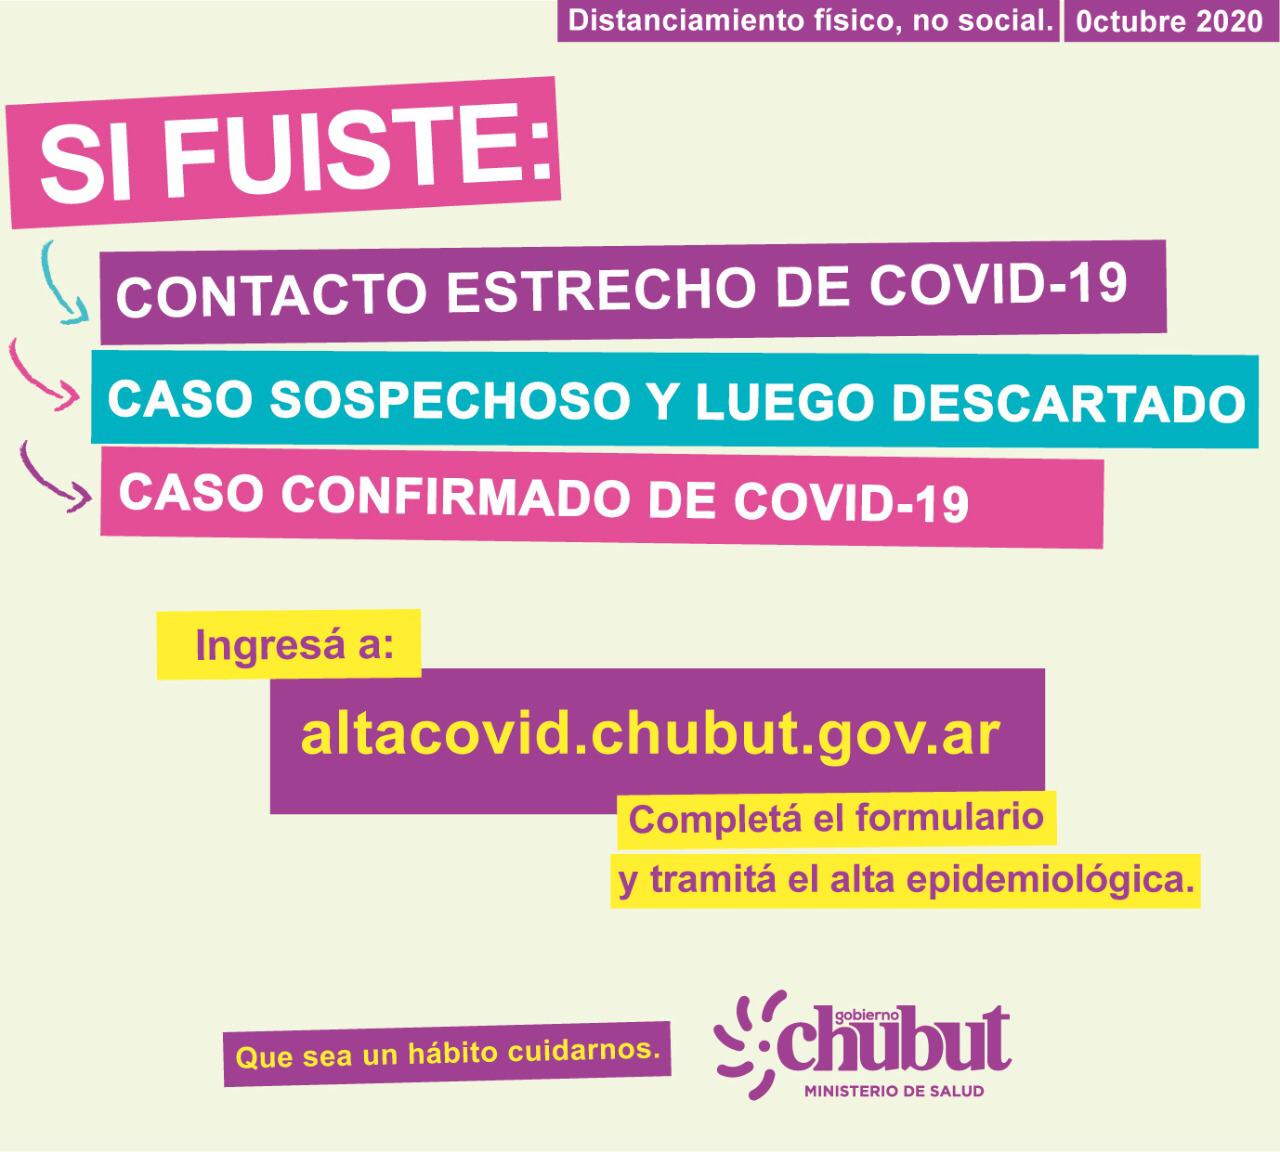 Distanciamiento físico, no social. 0ctubre 2020
SI FUISTE:
CONTACTO ESTRECHO DE COVID-19
CASO SOSPECHOSO Y LUEGO DESCARTADO
CASO CONFIRMADO DE COVID-19
Ingresá a:
altacovid.chubut.gov.ar
Completá el formulario
y tramitá el alta epidemiológica.
Que sea un hábito cuidarnos.
gobierno
chubut
MINISTERIO DE SALUD